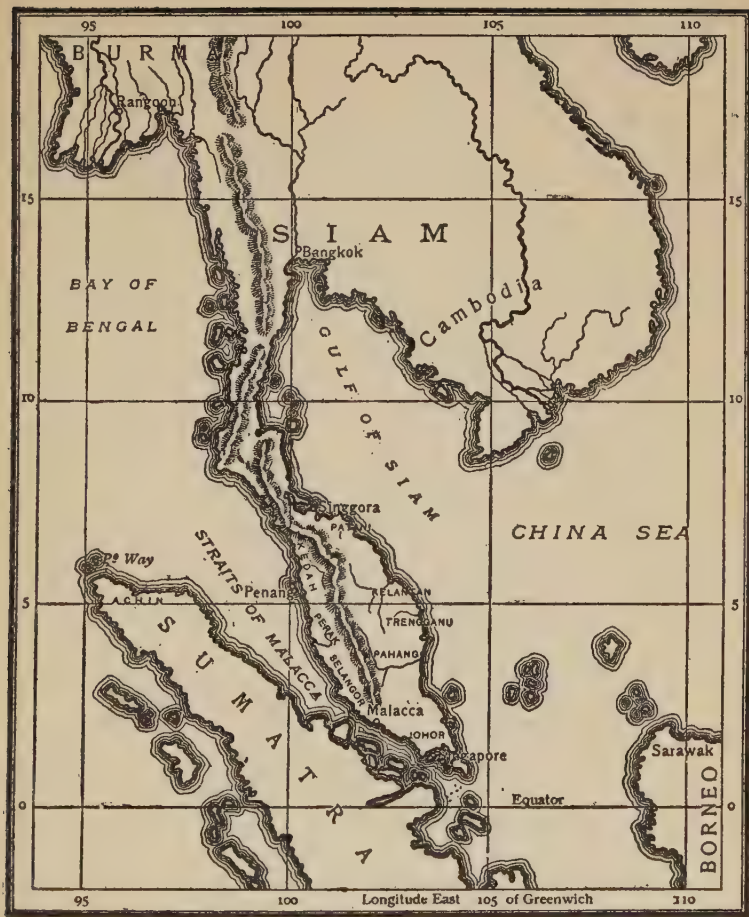 95 100 105 110
BURMA
Rangoon
15 15
SIAM
Bangkok
BAY OF
BENGAL
Cambodia
GULF OF SIAM
10 10
Singgora
PATANI
CHINA SEA
STRAITS OF MALACCA
KEDAH
Pº Way
ACHIN
Penang
5 5
KELANTAN
TRENGGANU
PERAK
PAHANG
SELANGOR
SUMATRA
Malacca
JOHOR
Singapore
Sarawak
BORNEO
0 Equator 0
95 100 Longitude East 105 of Greenwich 110